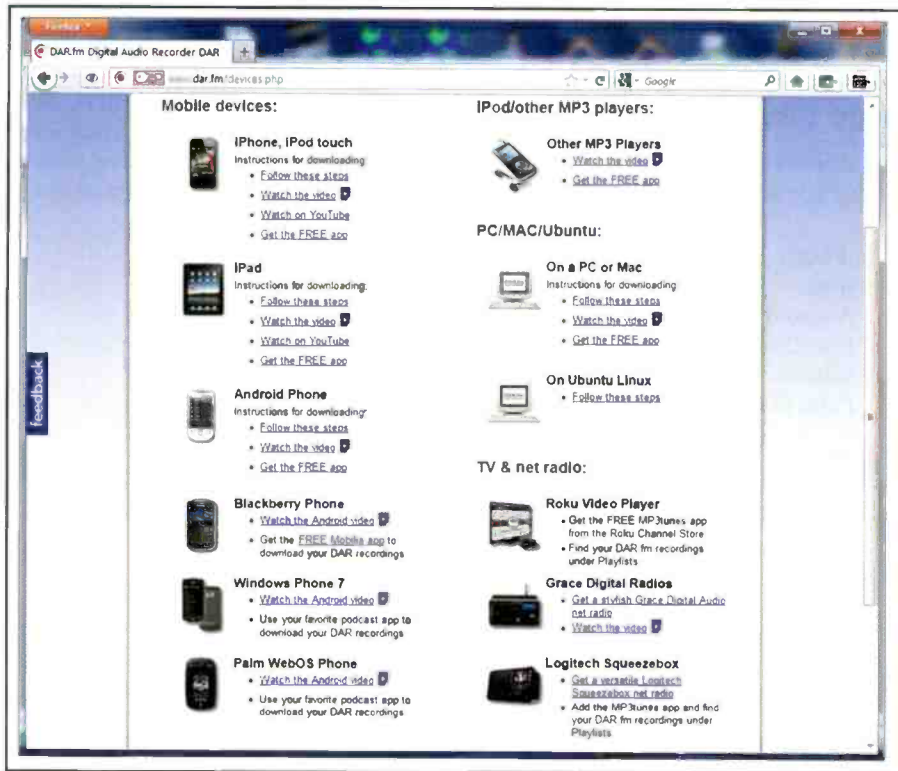 Firefox
DAR.fm Digital Audio Recorder DAR
dar.fm/devices.php
Google
feedback
Mobile devices:
iPhone, iPod touch
Instructions for downloading:
• Follow these steps
• Watch the video
• Watch on YouTube
• Get the FREE app
iPad
Instructions for downloading:
• Follow these steps
• Watch the video
• Watch on YouTube
• Get the FREE app
Android Phone
Instructions for downloading:
• Follow these steps
• Watch the video
• Get the FREE app
Blackberry Phone
• Watch the Android video
• Get the FREE Mobika app to
download your DAR recordings
Windows Phone 7
• Watch the Android video
• Use your favorite podcast app to
download your DAR recordings
Palm WebOS Phone
• Watch the Android video
• Use your favorite podcast app to
download your DAR recordings
IPod/other MP3 players:
Other MP3 Players
• Watch the video
• Get the FREE app
PC/MAC/Ubuntu:
On a PC or Mac
Instructions for downloading
• Follow these steps
• Watch the video
• Get the FREE app
On Ubuntu Linux
• Follow these steps
TV & net radio:
Roku Video Player
• Get the FREE MP3tunes app
from the Roku Channel Store
• Find your DAR fm recordings
under Playlists
Grace Digital Radios
• Get a stylish Grace Digital Audio
net radio
• Watch the video
Logitech Squeezebox
• Get a versatile Logitech
Squeezebox net radio
• Add the MP3tunes app and find
your DAR fm recordings under
Playlists